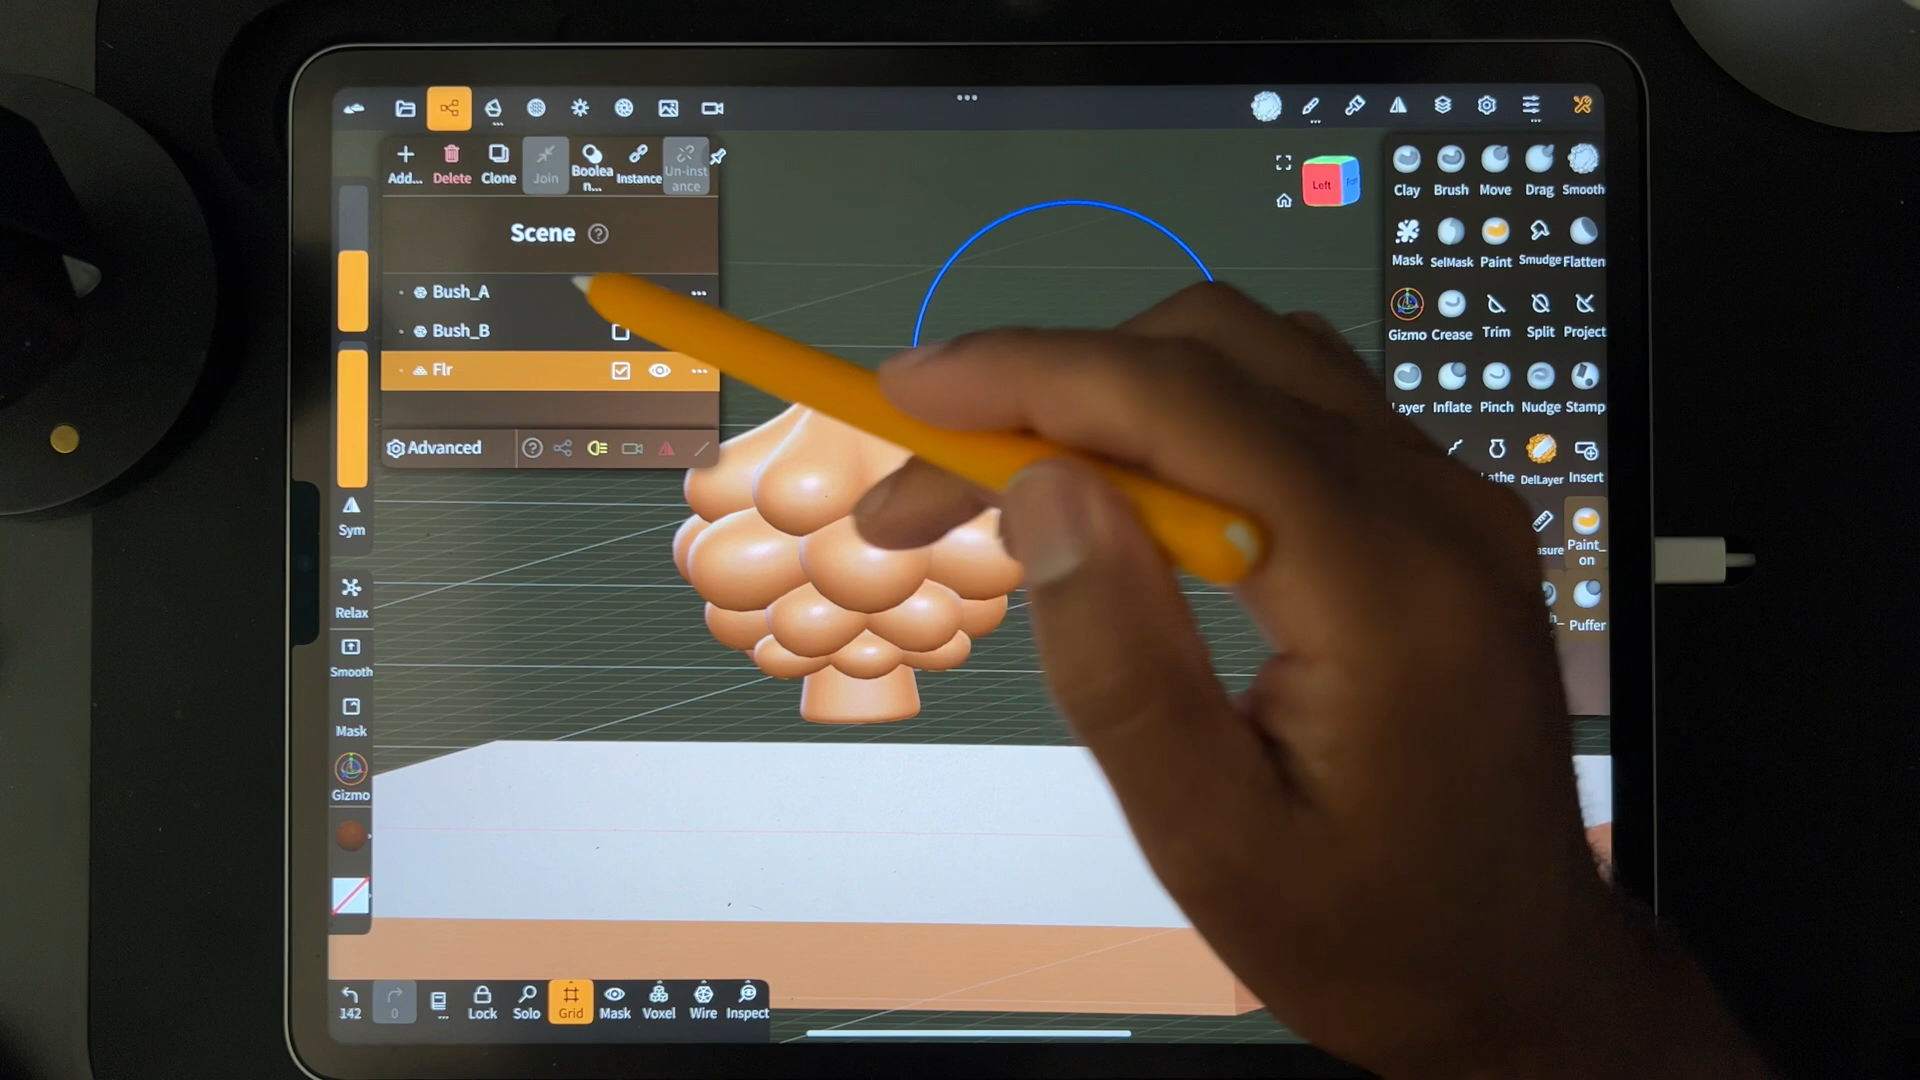 Add...
Delete
Clone
Join
Boolea
n...
Instance
Un-inst
ance
Scene
Bush_A
Bush_B
Flr
Advanced
Left
Clay
Brush
Move
Drag
Smooth
Mask
SelMask
Paint
Smudge
Flatten
Gizmo
Crease
Trim
Split
Project
Layer
Inflate
Pinch
Nudge
Stamp
athe
DelLayer
Insert
asure
Paint_
on
h_
Puffer
Sym
Relax
Smooth
Mask
Gizmo
142
0
...
Lock
Solo
Grid
Mask
Voxel
Wire
Inspect